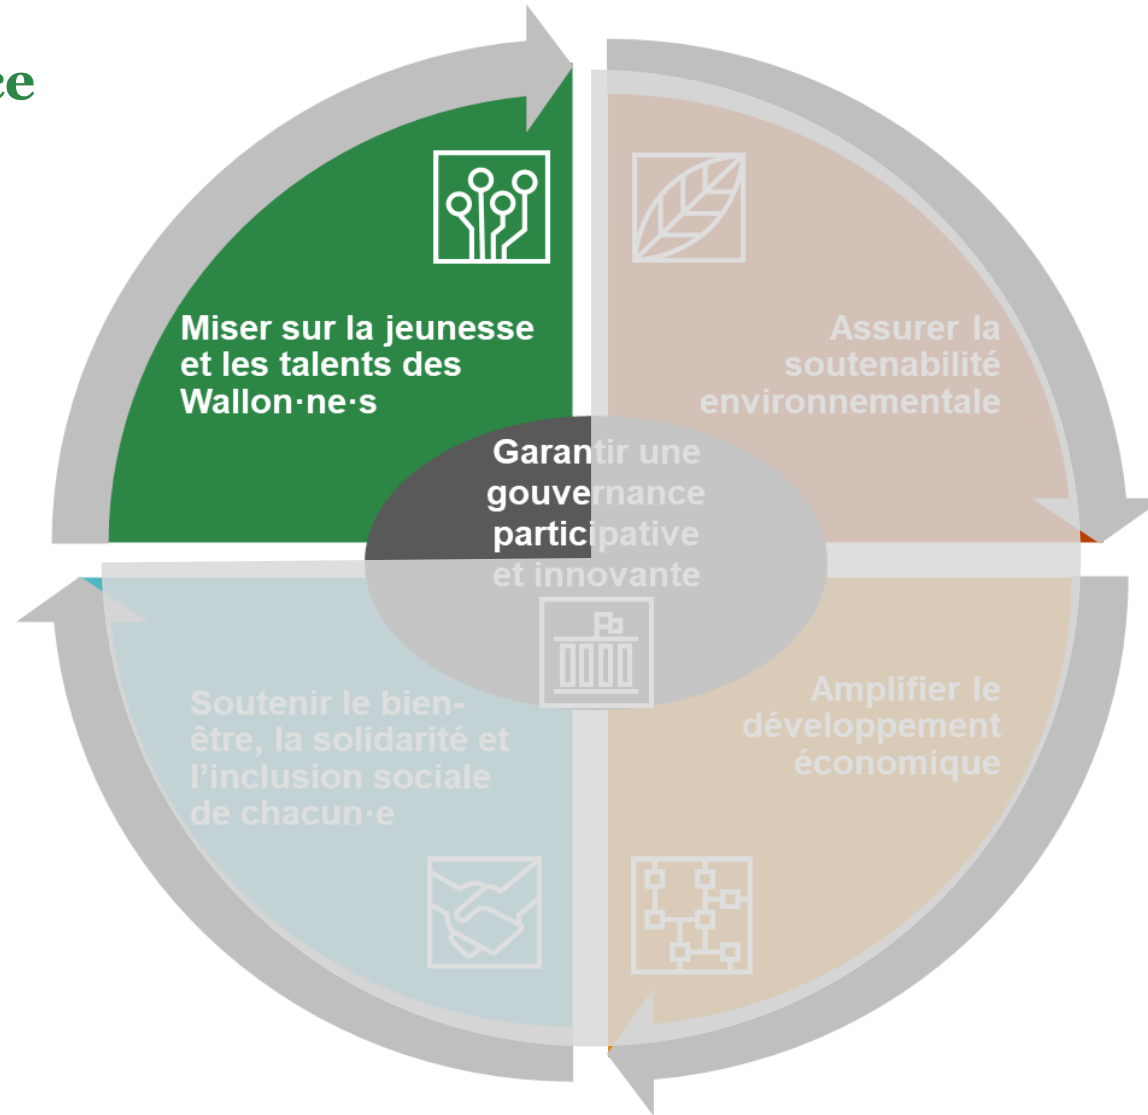 ce
Miser sur la jeunesse
et les talents des
Wallon·ne·s
Assurer la
soutenabilité
environnementale
Garantir une
gouvernance
participative
et innovante
Soutenir le bien-
être, la solidarité et
l’inclusion sociale
de chacun·e
Amplifier le
développement
économique